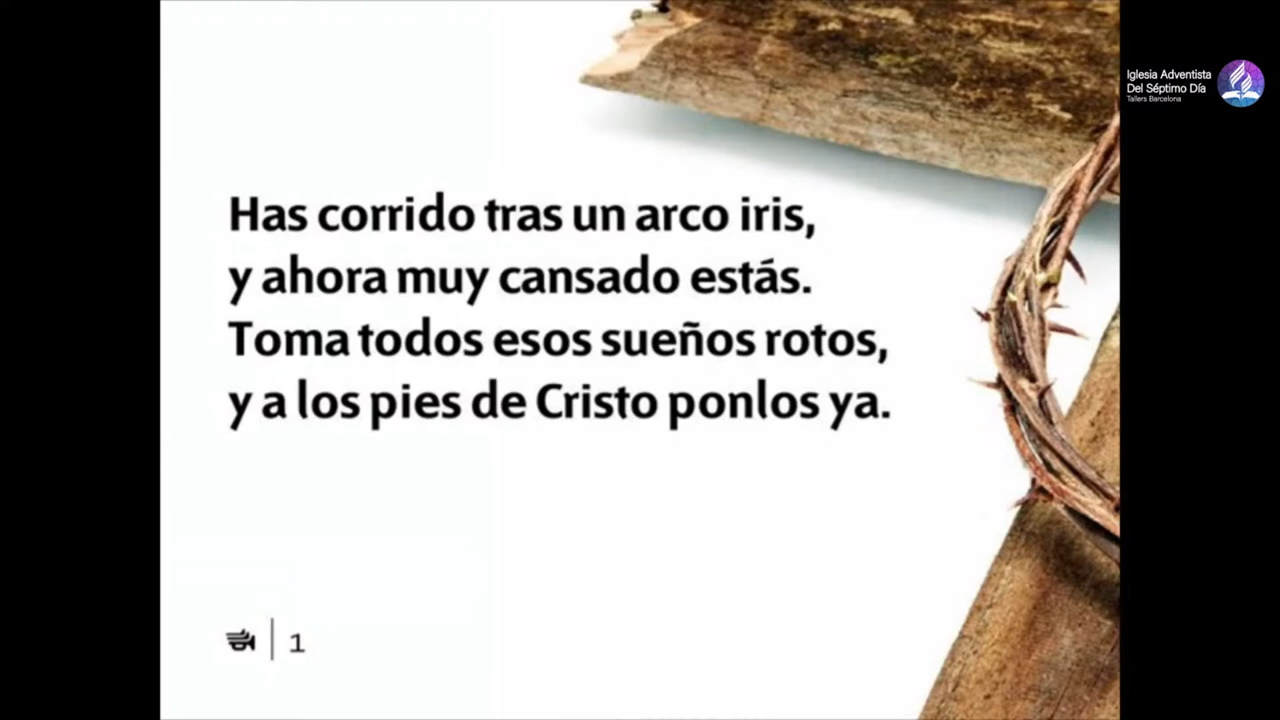 Iglesia Adventista
Del Séptimo Día
Tallers Barcelona
Has corrido tras un arco iris,
y ahora muy cansado estás.
Toma todos esos sueños rotos,
y a los pies de Cristo ponlos ya.
1